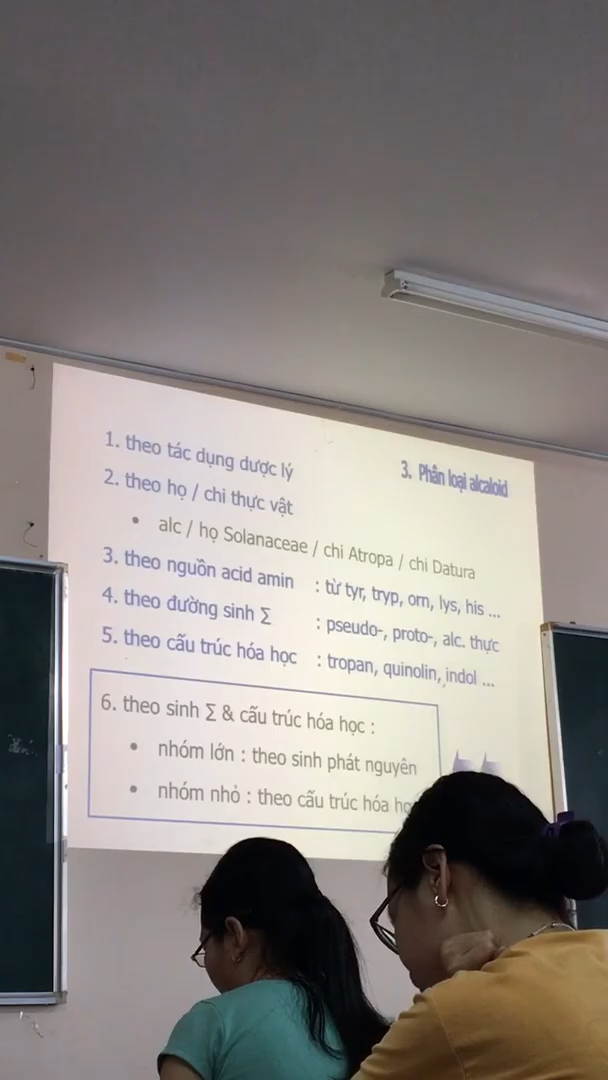 3. Phân loại alcaloid
1. theo tác dụng dược lý
2. theo họ / chi thực vật
• alc / họ Solanaceae / chi Atropa / chi Datura
3. theo nguồn acid amin : từ tyr, tryp, orn, lys, his ...
4. theo đường sinh ∑ : pseudo-, proto-, alc. thực
5. theo cấu trúc hóa học : tropan, quinolin, indol ...
6. theo sinh ∑ & cấu trúc hóa học :
• nhóm lớn : theo sinh phát nguyên
• nhóm nhỏ : theo cấu trúc hóa